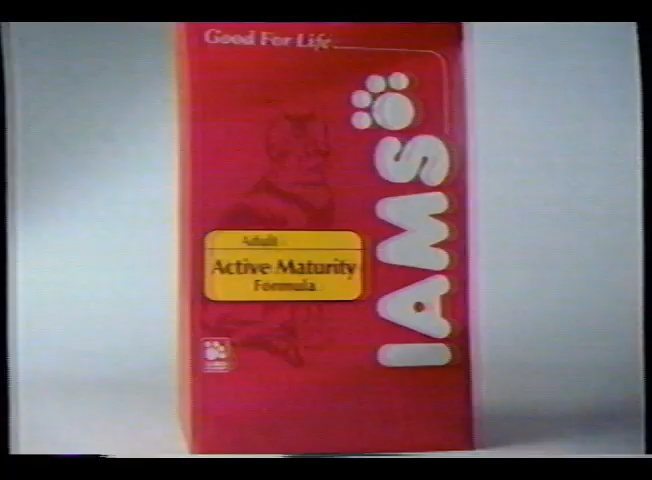 Good For Life
IAMS
Adult
Active Maturity
Formula